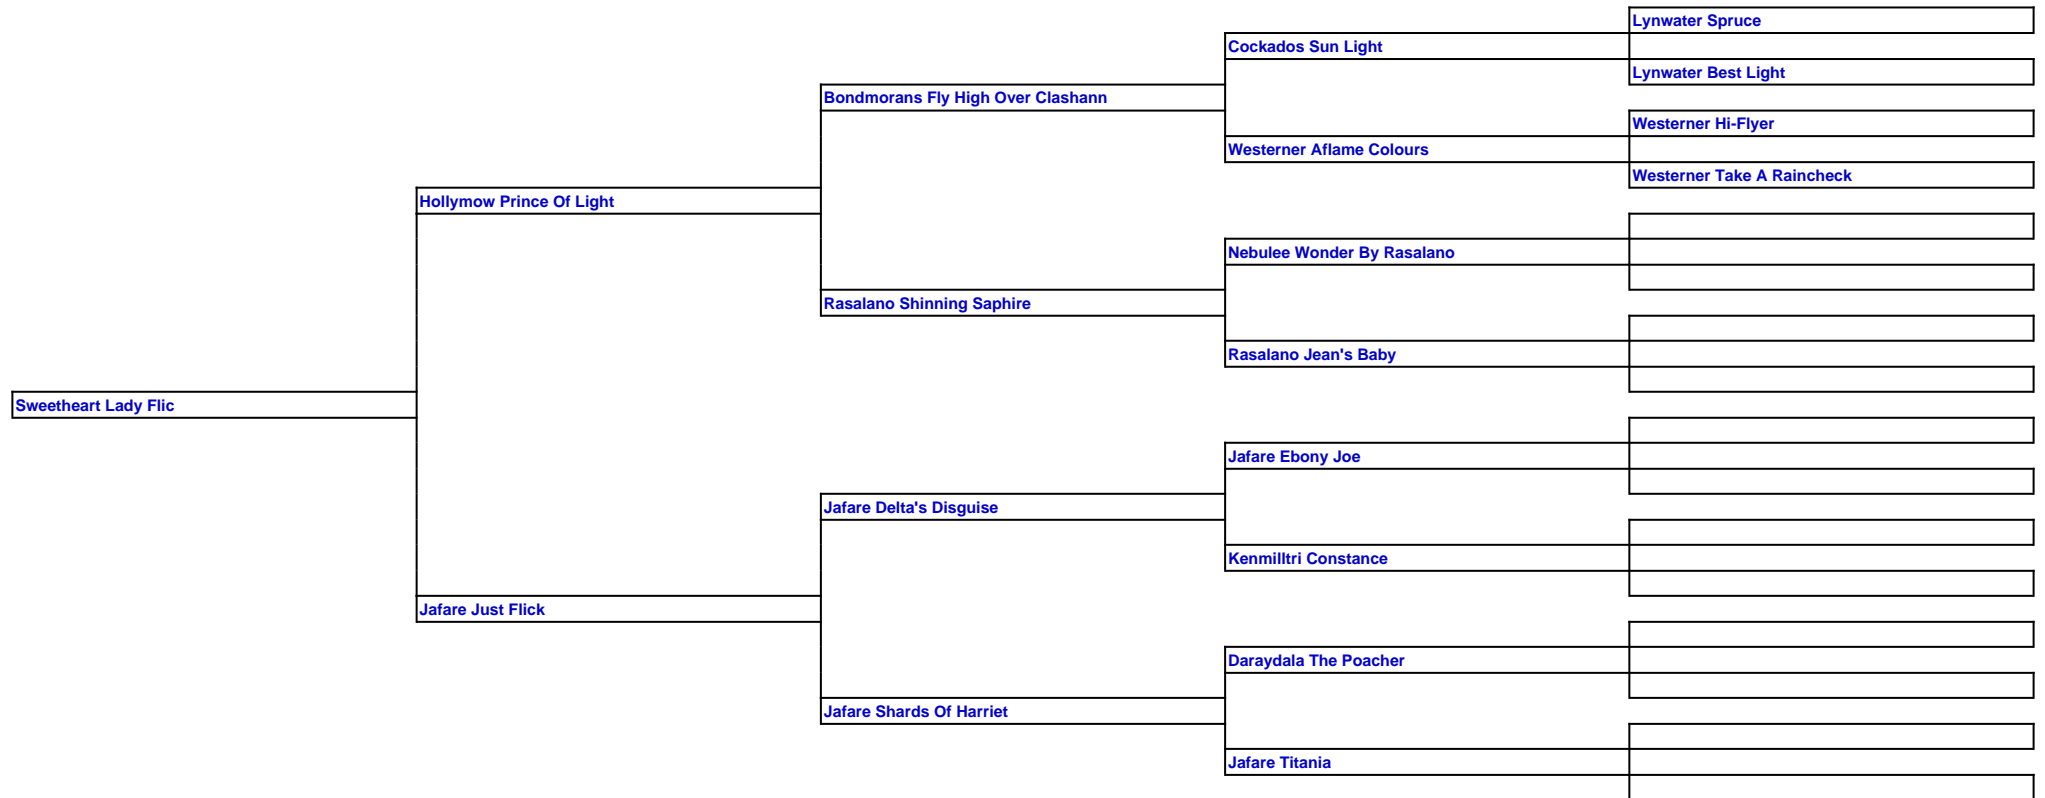 Lynwater Spruce
Cockados Sun Light
Lynwater Best Light
Bondmorans Fly High Over Clashann
Westerner Hi-Flyer
Westerner Aflame Colours
Westerner Take A Raincheck
Hollymow Prince Of Light
Nebulee Wonder By Rasalano
Rasalano Shinning Saphire
Rasalano Jean's Baby
Sweetheart Lady Flic
Jafare Ebony Joe
Jafare Delta's Disguise
Kenmilltri Constance
Jafare Just Flick
Daraydala The Poacher
Jafare Shards Of Harriet
Jafare Titania